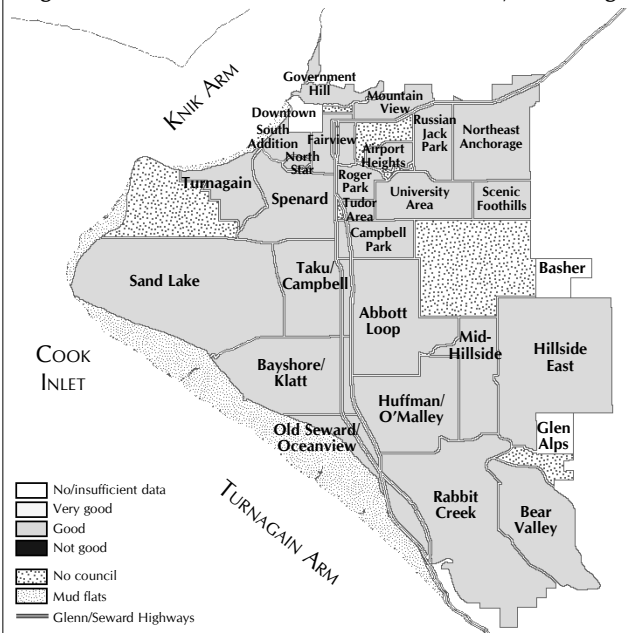 KNIK ARM
Government
Hill
Mountain
View
Downtown
Russian
Jack
Park
Northeast
Anchorage
South
Addition
Fairview
North
Star
Airport
Heights
Turnagain
Spenard
Roger
Park
Tudor
Area
University
Area
Scenic
Foothills
Campbell
Park
Sand Lake
Taku/
Campbell
Basher
Abbott
Loop
Mid-
Hillside
Hillside
East
COOK
INLET
Bayshore/
Klatt
Huffman/
O'Malley
Old Seward/
Oceanview
Glen
Alps
Rabbit
Creek
Bear
Valley
TURNAGAIN ARM
No/insufficient data
Very good
Good
Not good
No council
Mud flats
Glenn/Seward Highways